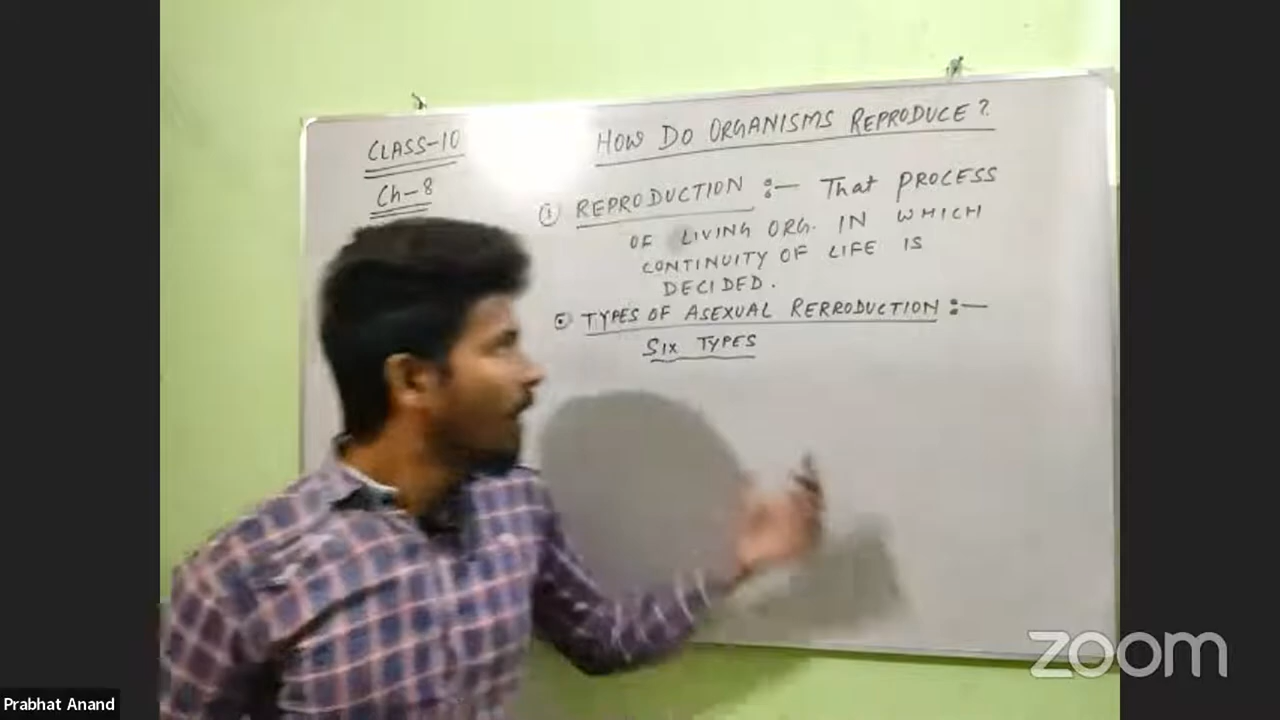 CLASS-10
Ch-8
HOW DO ORGANISMS REPRODUCE?
① REPRODUCTION :- That PROCESS
OF LIVING ORG. IN WHICH
CONTINUITY OF LIFE IS
DECIDED.
TYPES OF ASEXUAL RERRODUCTION :-
SIX TYPES
zoom
Prabhat Anand